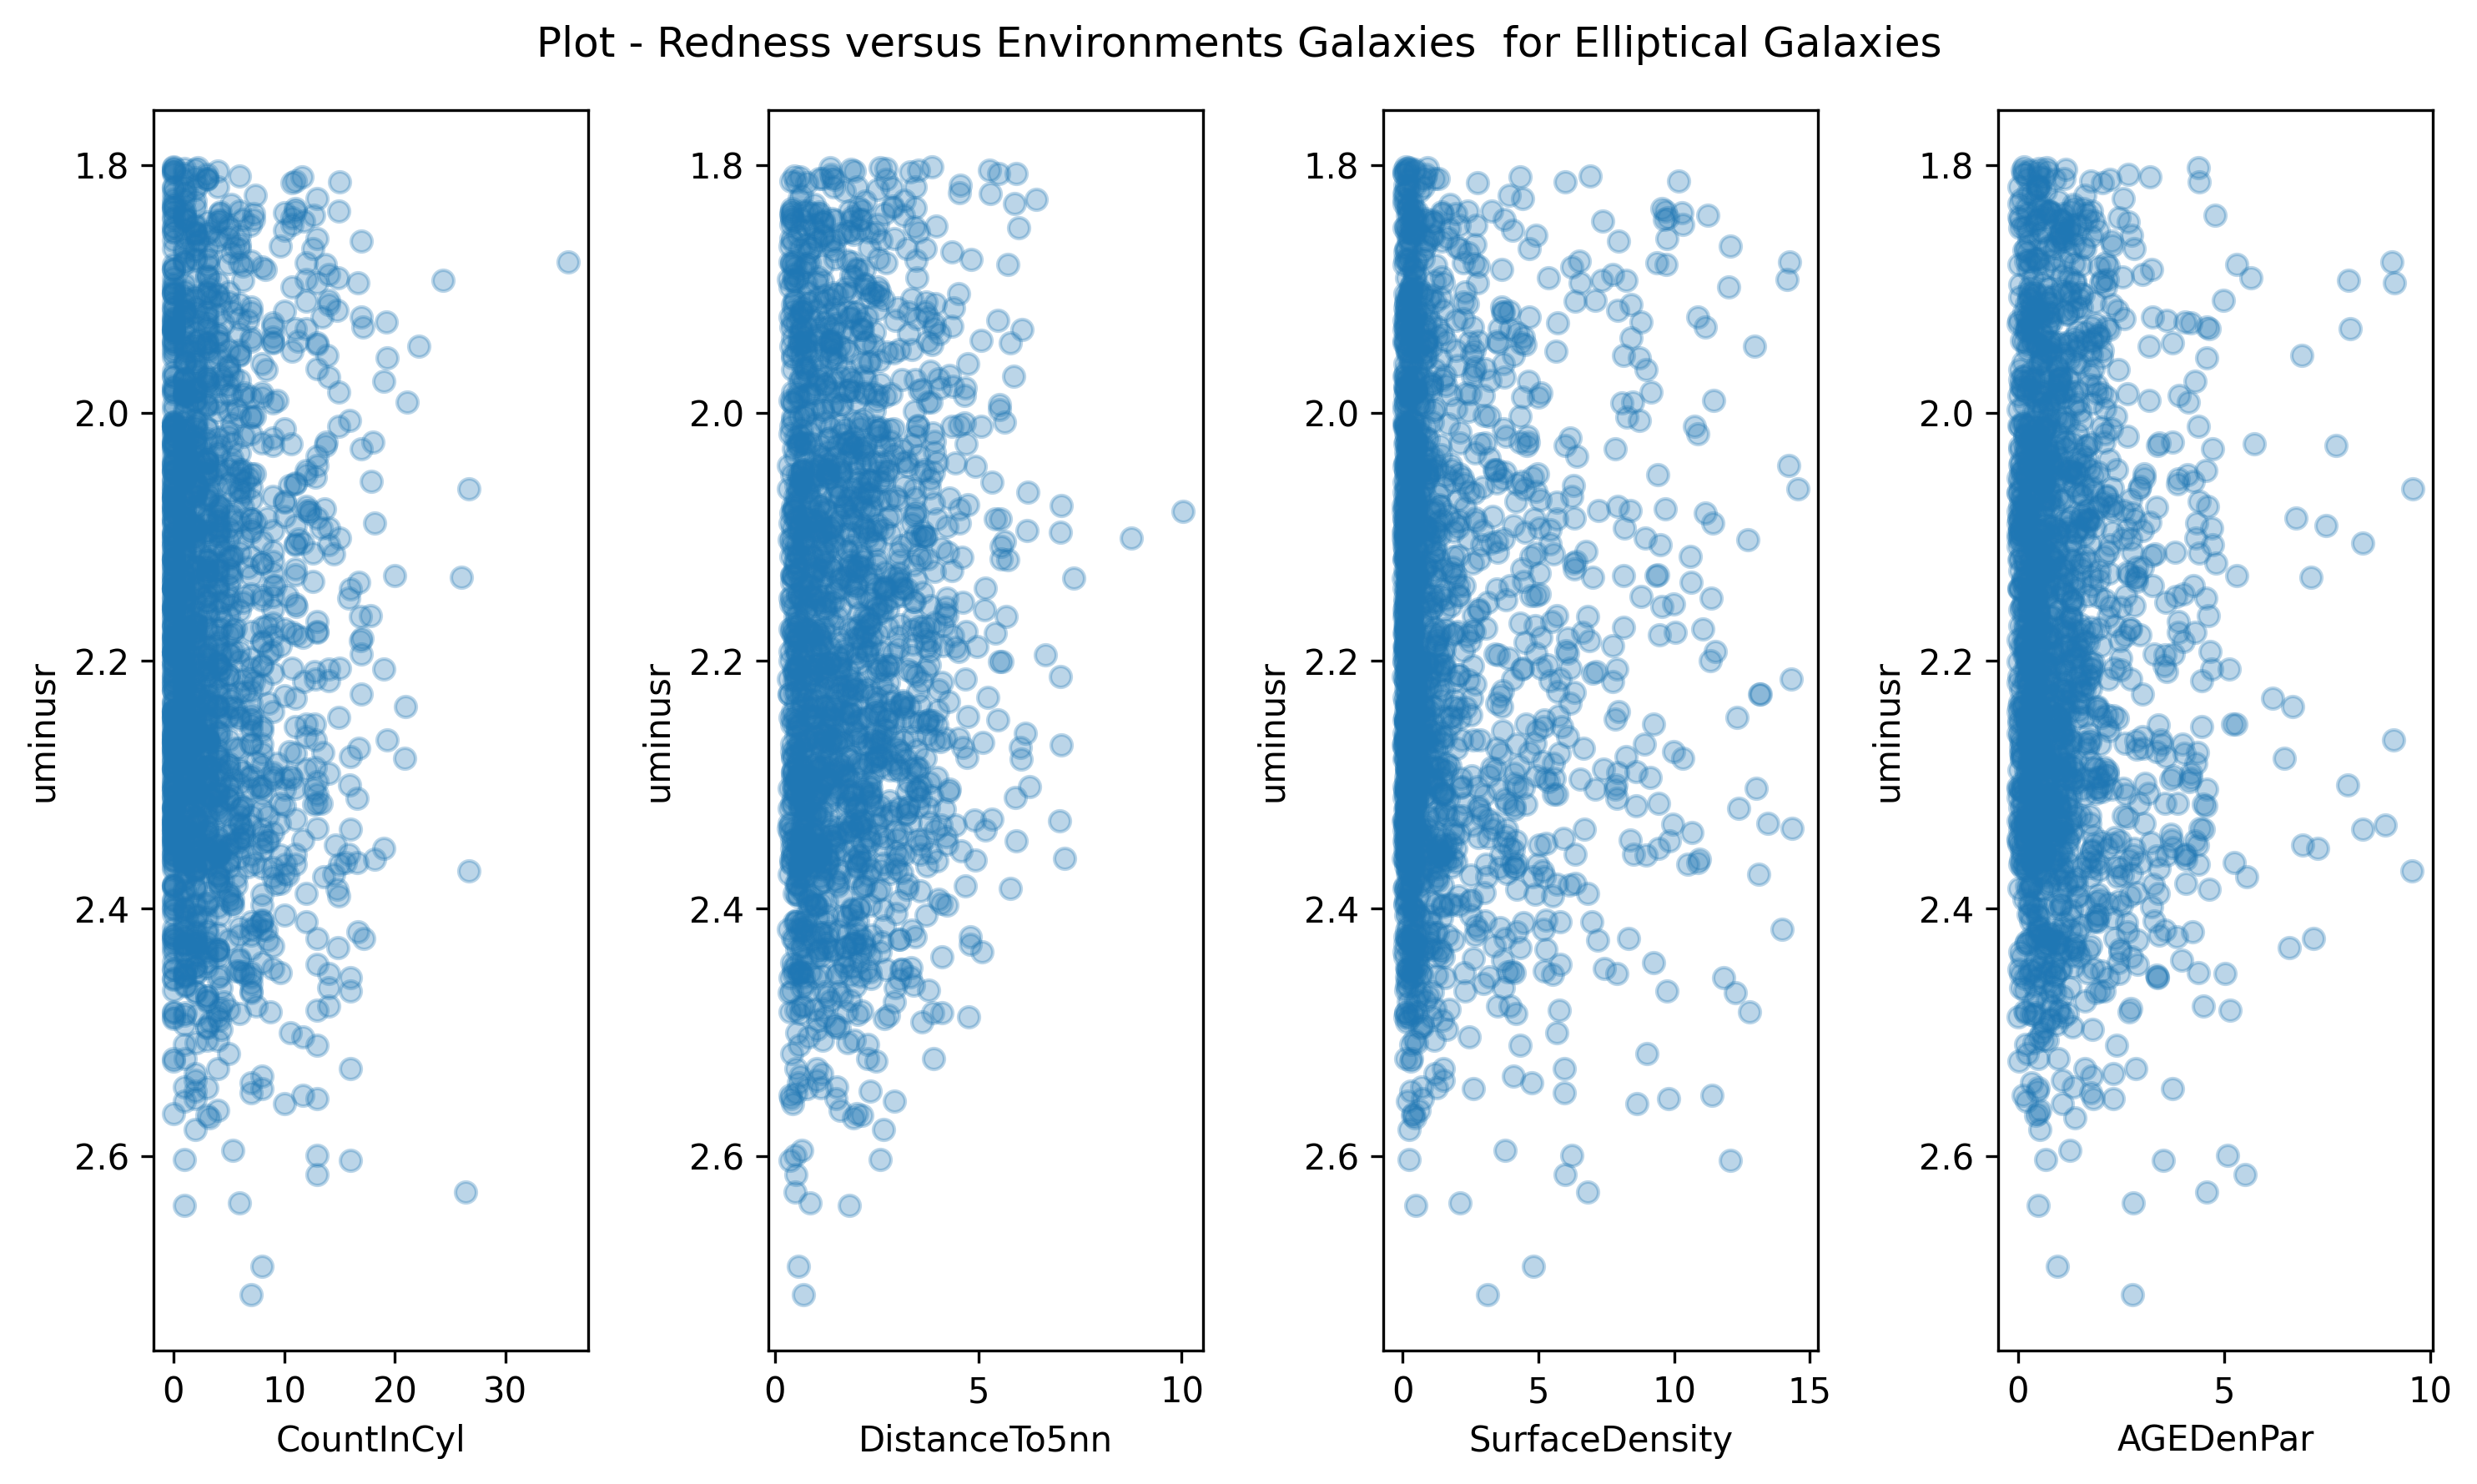 Plot - Redness versus Environments Galaxies  for Elliptical Galaxies
uminusr
1.8
2.0
2.2
2.4
2.6
0 10 20 30
CountInCyl
uminusr
1.8
2.0
2.2
2.4
2.6
0 5 10
DistanceTo5nn
uminusr
1.8
2.0
2.2
2.4
2.6
0 5 10 15
SurfaceDensity
uminusr
1.8
2.0
2.2
2.4
2.6
0 5 10
AGEDenPar